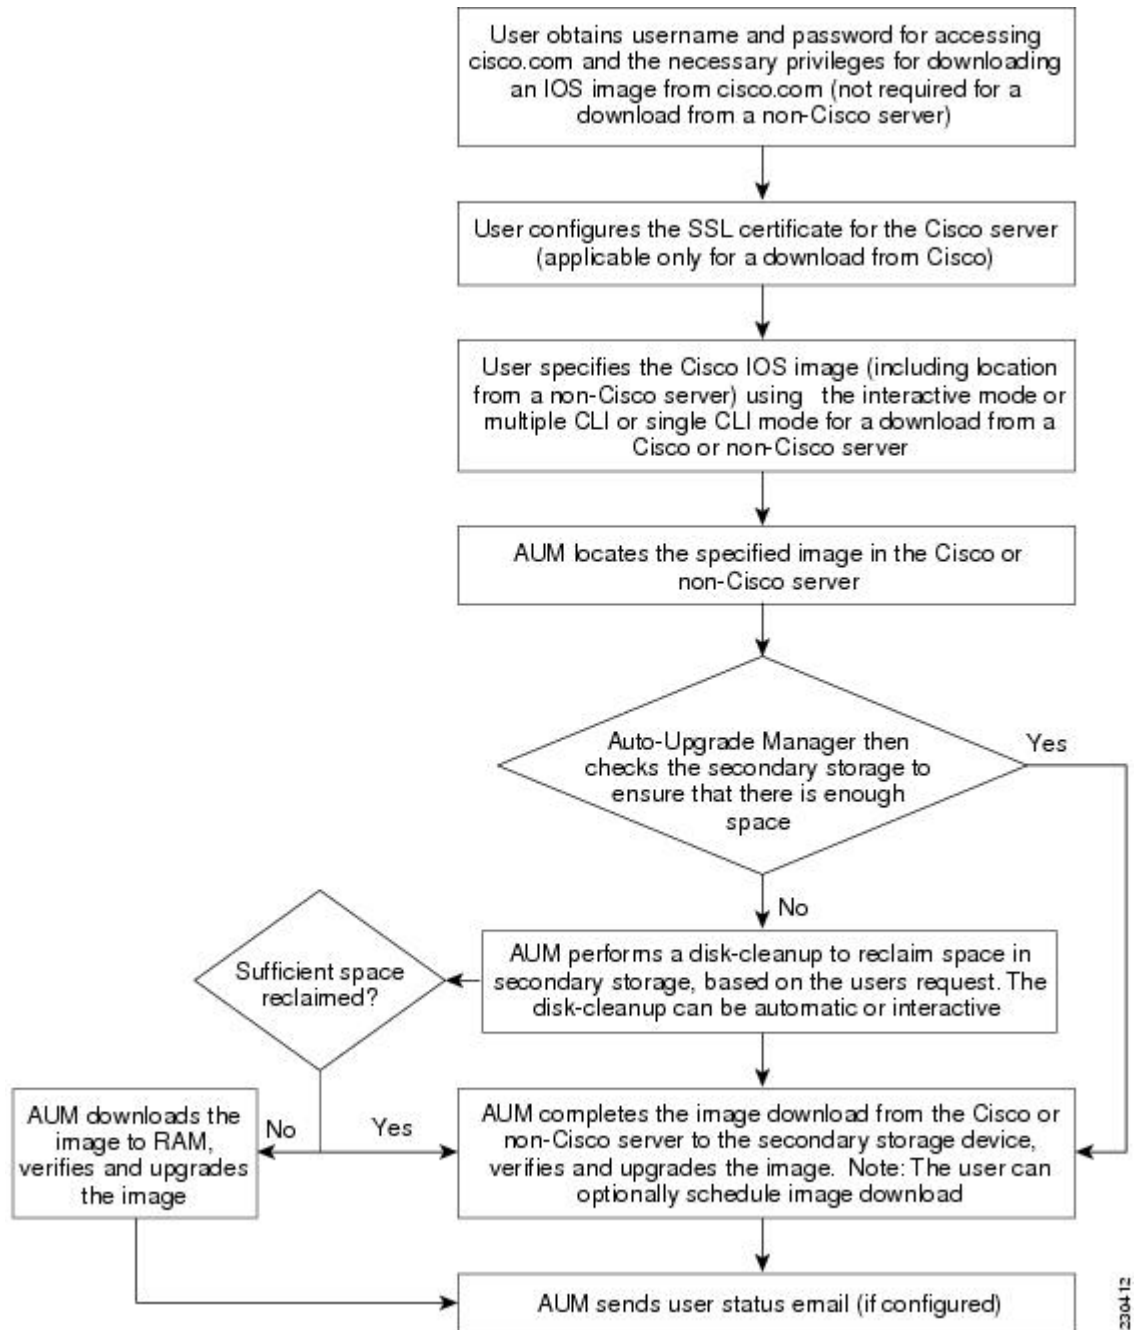 User obtains username and password for accessing
cisco.com and the necessary privileges for downloading
an IOS image from cisco.com (not required for a
download from a non-Cisco server)
User configures the SSL certificate for the Cisco server
(applicable only for a download from Cisco)
User specifies the Cisco IOS image (including location
from a non-Cisco server) using the interactive mode or
multiple CLI or single CLI mode for a download from a
Cisco or non-Cisco server
AUM locates the specified image in the Cisco or
non-Cisco server
Auto-Upgrade Manager then
checks the secondary storage to
ensure that there is enough
space
Yes
No
AUM performs a disk-cleanup to reclaim space in
secondary storage, based on the users request. The
disk-cleanup can be automatic or interactive
Sufficient space
reclaimed?
No
Yes
AUM downloads the
image to RAM,
verifies and upgrades
the image
AUM completes the image download from the Cisco or
non-Cisco server to the secondary storage device,
verifies and upgrades the image. Note: The user can
optionally schedule image download
AUM sends user status email (if configured)
230412